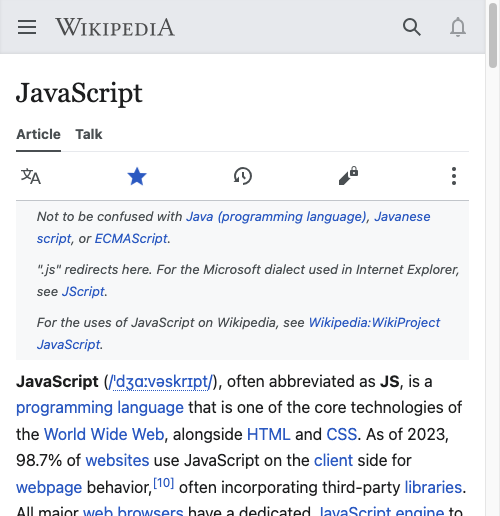 WIKIPEDIA
JavaScript
Article Talk
Not to be confused with Java (programming language), Javanese
script, or ECMAScript.
".js" redirects here. For the Microsoft dialect used in Internet Explorer,
see JScript.
For the uses of JavaScript on Wikipedia, see Wikipedia:WikiProject
JavaScript.
JavaScript (/ˈdʒɑːvəskrɪpt/), often abbreviated as JS, is a
programming language that is one of the core technologies of
the World Wide Web, alongside HTML and CSS. As of 2023,
98.7% of websites use JavaScript on the client side for
webpage behavior,[10] often incorporating third-party libraries.
All major web browsers have a dedicated JavaScript engine to